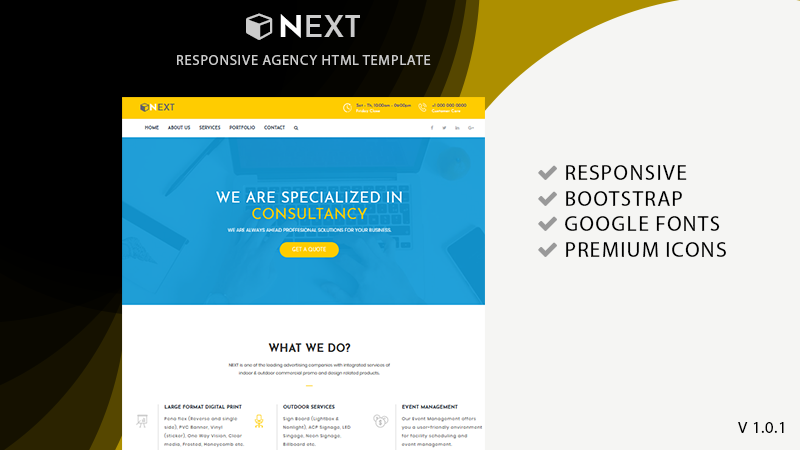 NEXT
RESPONSIVE AGENCY HTML TEMPLATE
NEXT
Sat - Th, 10:00am - 06:00pm
Friday Close
+1 000 000 0000
Customer Care
HOME ABOUT US SERVICES PORTFOLIO CONTACT
WE ARE SPECIALIZED IN
CONSULTANCY
WE ARE ALWAYS AHEAD PROFFESIONAL SOLUTIONS FOR YOUR BUSINESS.
GET A QUOTE
RESPONSIVE
BOOTSTRAP
GOOGLE FONTS
PREMIUM ICONS
WHAT WE DO?
NEXT is one of the leading advertising companies with integrated services of
indoor & outdoor commercial promo and design related products.
LARGE FORMAT DIGITAL PRINT
Pana flex (Reverse and single
side), PVC Banner, Vinyl
(sticker), One Way Vision, Clear
media, Frosted, Honeycomb etc.
OUTDOOR SERVICES
Sign Board (Lightbox &
Nonlight), ACP Signage, LED
Singage, Neon Signage,
Billboard etc.
EVENT MANAGEMENT
Our Event Management offers
you a user-friendly environment
for facility scheduling and
event management.
V 1.0.1